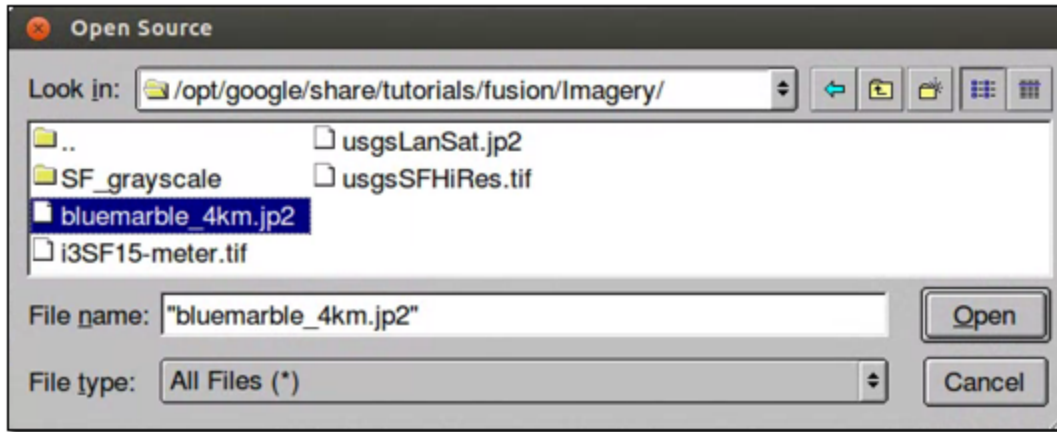 Open Source
Look in: /opt/google/share/tutorials/fusion/Imagery/
.. usgsLanSat.jp2
SF_grayscale usgsSFHiRes.tif
bluemarble_4km.jp2
i3SF15-meter.tif
File name: "bluemarble_4km.jp2" Open
File type: All Files (*) Cancel